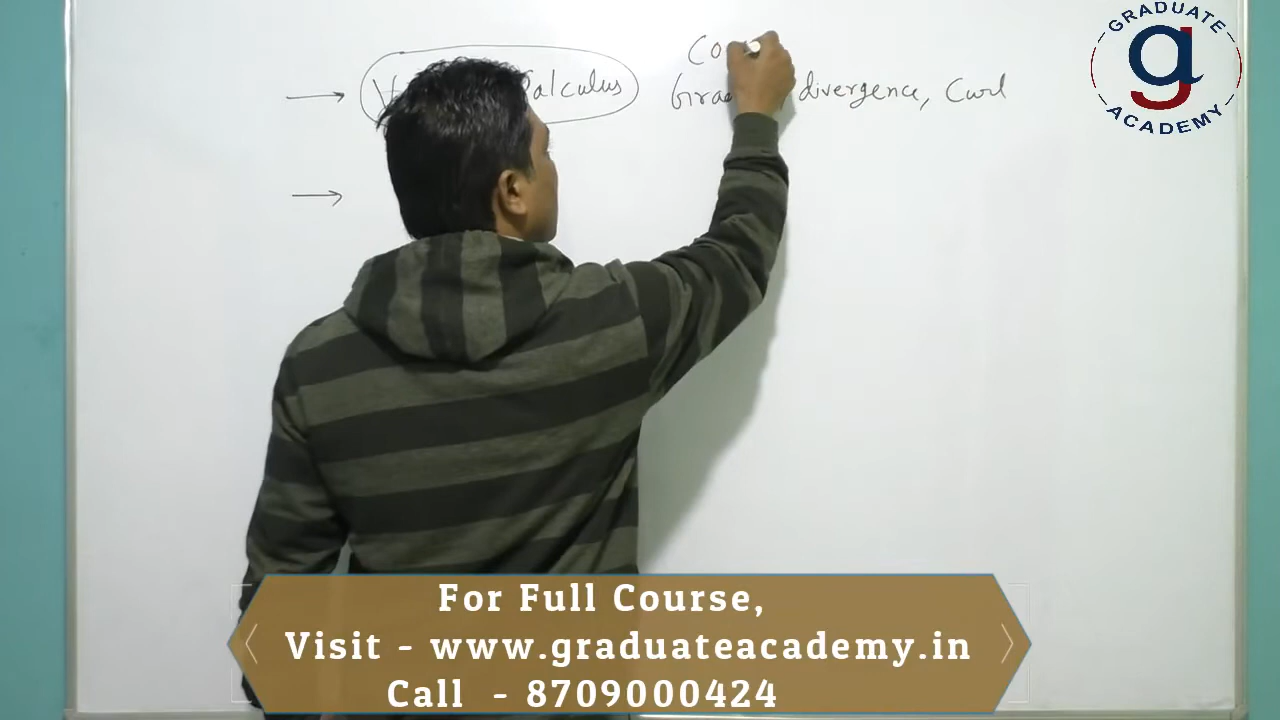 GRADUATE
a
ACADEMY
Calculus
divergence, Curl
For Full Course,
Visit - www.graduateacademy.in
Call - 8709000424